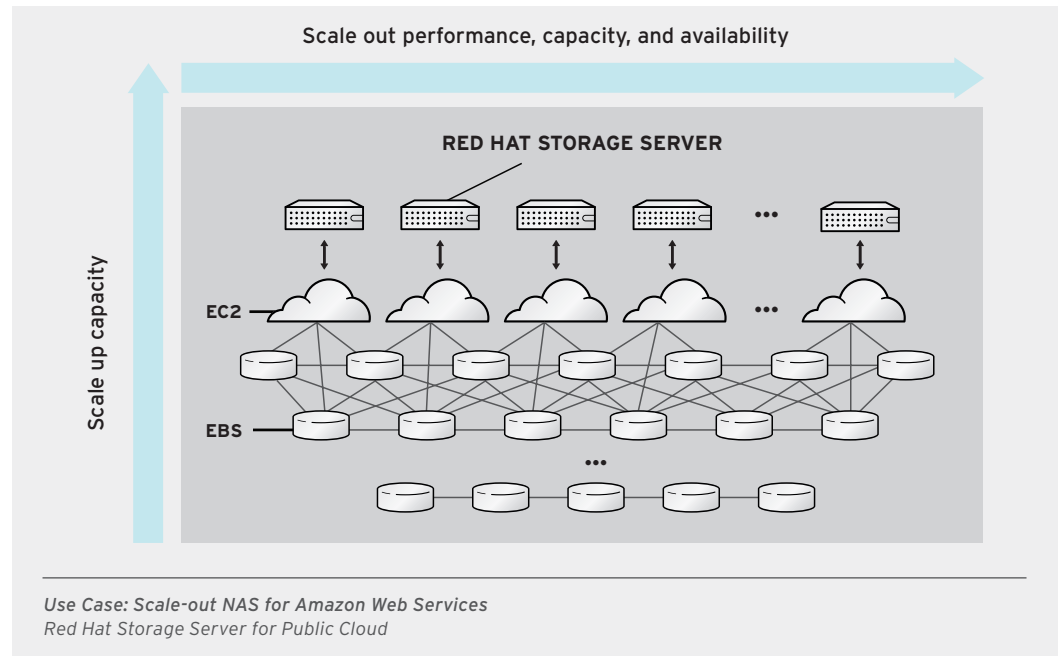 Scale out performance, capacity, and availability
Scale up capacity
RED HAT STORAGE SERVER
•••
EC2
•••
EBS
•••
Use Case: Scale-out NAS for Amazon Web Services
Red Hat Storage Server for Public Cloud